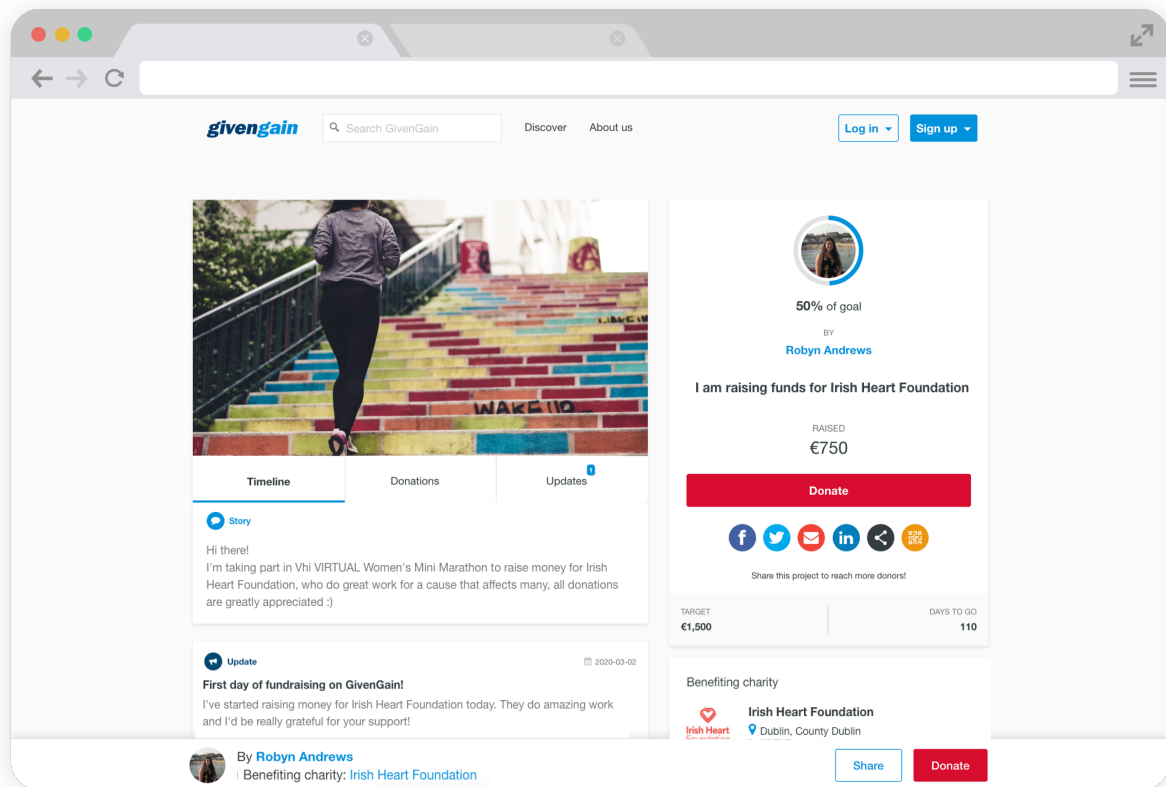 givengain
Search GivenGain
Discover
About us
Log in
Sign up
WAKE UP
50% of goal
BY
Robyn Andrews
I am raising funds for Irish Heart Foundation
RAISED
€750
Donate
Share this project to reach more donors!
TARGET
€1,500
DAYS TO GO
110
Timeline
Donations
Updates
1
Story
Hi there!
I'm taking part in Vhi VIRTUAL Women's Mini Marathon to raise money for Irish
Heart Foundation, who do great work for a cause that affects many, all donations
are greatly appreciated :)
Update
2020-03-02
First day of fundraising on GivenGain!
I've started raising money for Irish Heart Foundation today. They do amazing work
and I'd be really grateful for your support!
Benefiting charity
Irish Heart
Irish Heart Foundation
Dublin, County Dublin
By Robyn Andrews
Benefiting charity: Irish Heart Foundation
Share
Donate